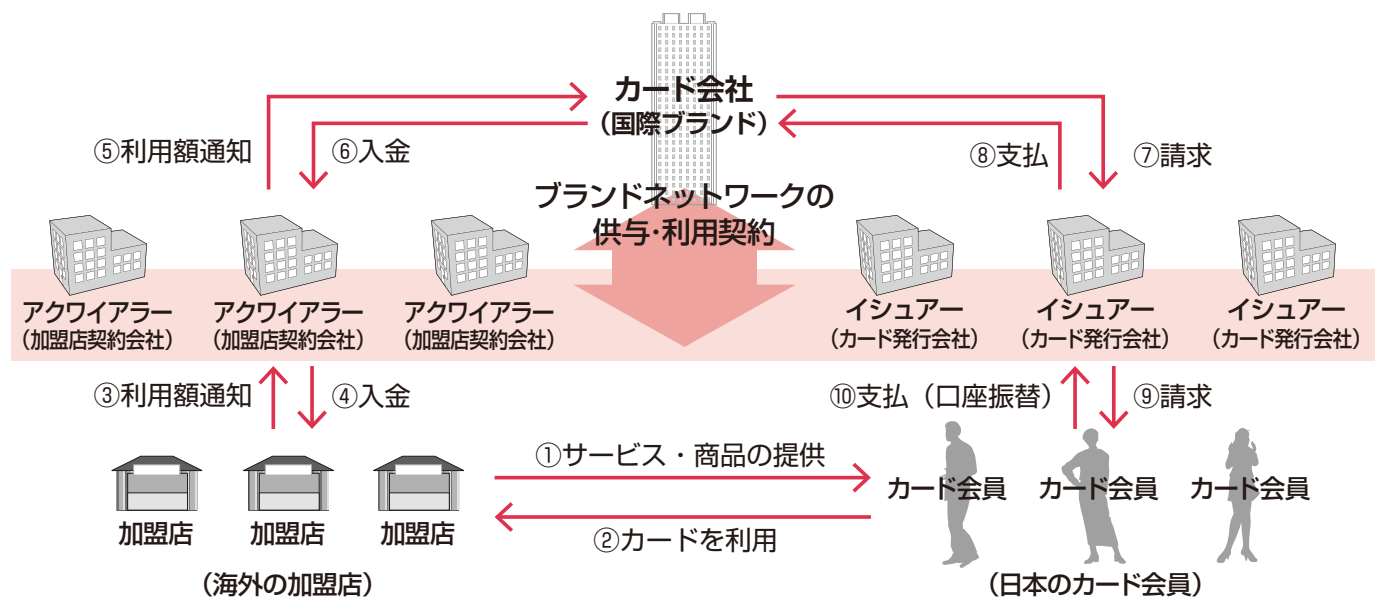 カード会社
（国際ブランド）
⑤利用額通知
⑥入金
⑧支払
⑦請求
ブランドネットワークの
供与・利用契約
アクワイアラー
（加盟店契約会社）
アクワイアラー
（加盟店契約会社）
アクワイアラー
（加盟店契約会社）
イシュアー
（カード発行会社）
イシュアー
（カード発行会社）
イシュアー
（カード発行会社）
③利用額通知
④入金
⑩支払（口座振替）
⑨請求
①サービス・商品の提供
②カードを利用
加盟店
加盟店
加盟店
（海外の加盟店）
カード会員
カード会員
カード会員
（日本のカード会員）